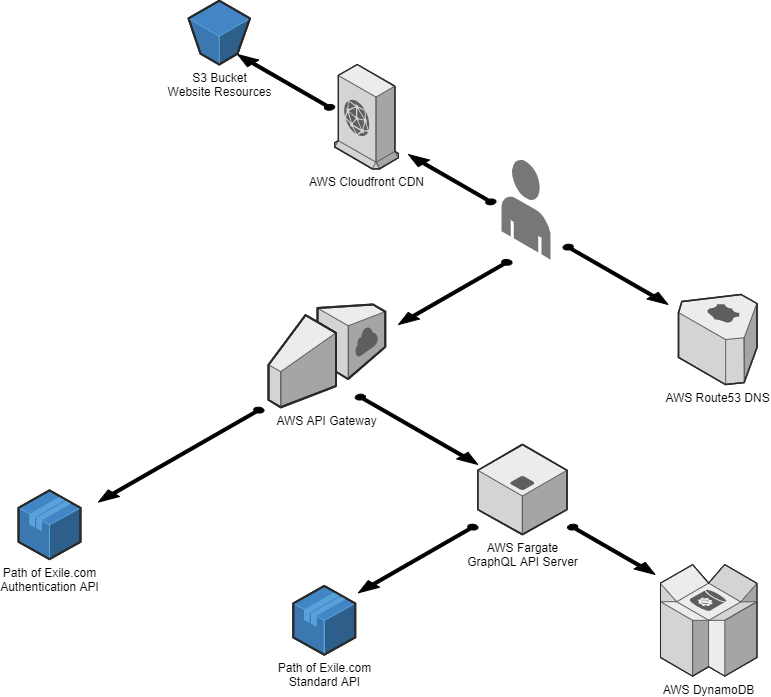 S3 Bucket
Website Resources
AWS Cloudfront CDN
AWS Route53 DNS
AWS API Gateway
AWS Fargate
GraphQL API Server
Path of Exile.com
Authentication API
Path of Exile.com
Standard API
AWS DynamoDB